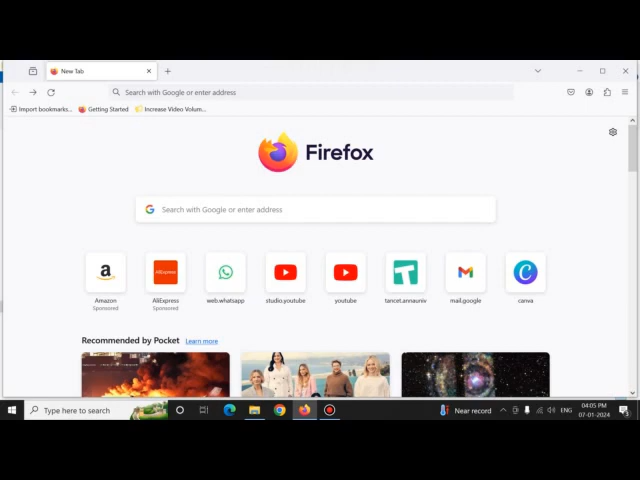 New Tab
Search with Google or enter address
Import bookmarks...
Getting Started
Increase Video Volum...
Firefox
Search with Google or enter address
a
AliExpress
Amazon
Sponsored
AliExpress
Sponsored
web.whatsapp
studio.youtube
youtube
tancet.annauniv
mail.google
canva
Recommended by Pocket
Learn more
Type here to search
Near record
ENG
04:05 PM
07-01-2024